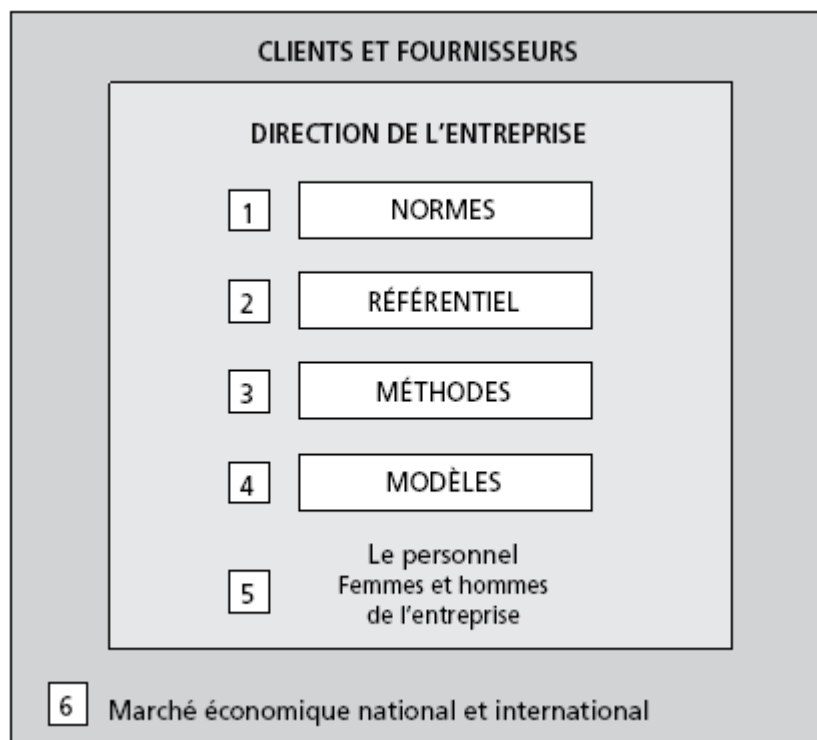 CLIENTS ET FOURNISSEURS
DIRECTION DE L'ENTREPRISE
1 NORMES
2 RÉFÉRENTIEL
3 MÉTHODES
4 MODÈLES
5 Le personnel
Femmes et hommes
de l'entreprise
6 Marché économique national et international